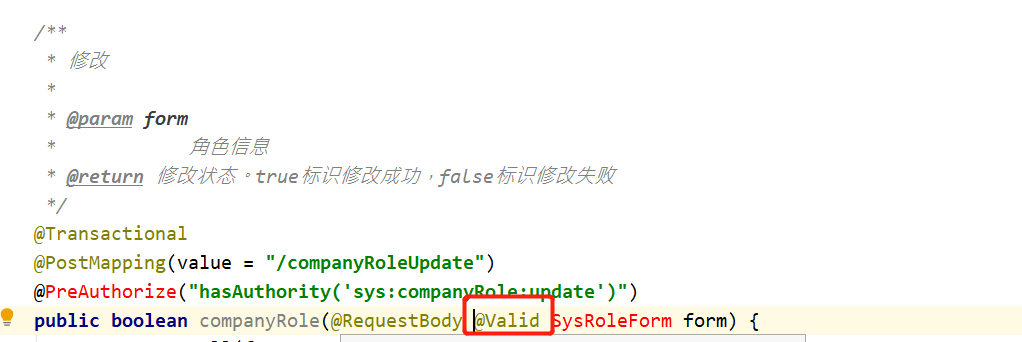 /**
* 修改
*
* @param form
* 角色信息
* @return 修改状态。true标识修改成功，false标识修改失败
*/
@Transactional
@PostMapping(value = "/companyRoleUpdate")
@PreAuthorize("hasAuthority('sys:companyRole:update')")
public boolean companyRole(@RequestBody @Valid SysRoleForm form) {